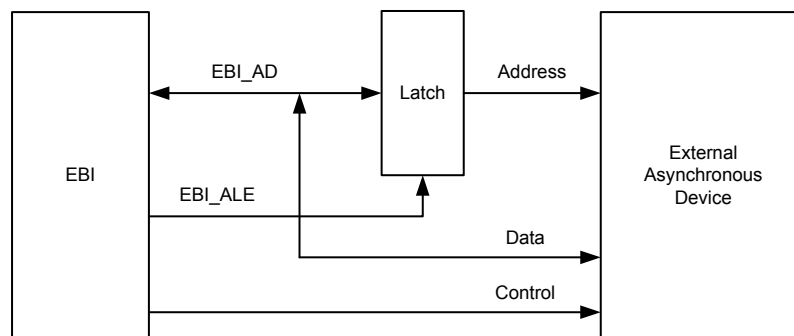 EBI_AD
Address
Latch
EBI
External
Asynchronous
Device
EBI_ALE
Data
Control